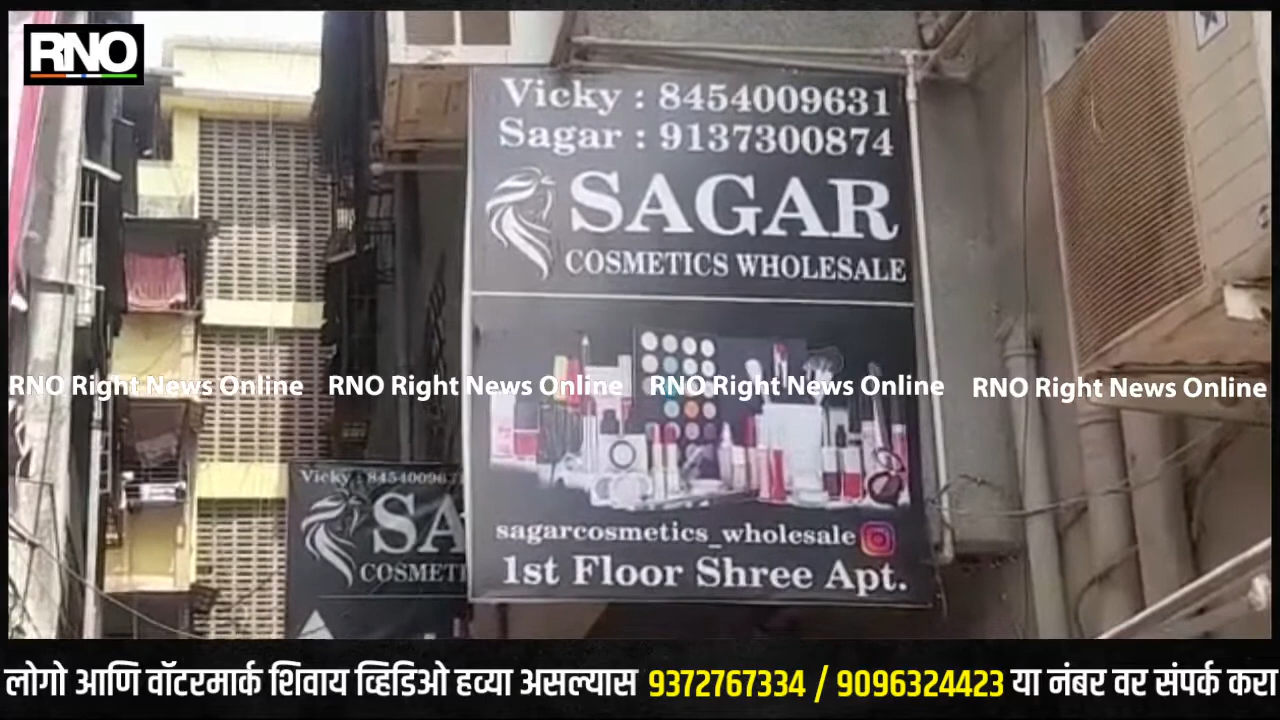 RNO
Vicky : 8454009631
Sagar : 9137300874
SAGAR
COSMETICS WHOLESALE
RNO Right News Online RNO Right News Online RNO Right News Online RNO Right News Online
sagarcosmetics_wholesale
1st Floor Shree Apt.
Vicky :
SA
COSMETI
लोगो आणि वॉटरमार्क शिवाय व्हिडिओ हव्या असल्यास 9372767334 / 9096324423 या नंबर वर संपर्क करा